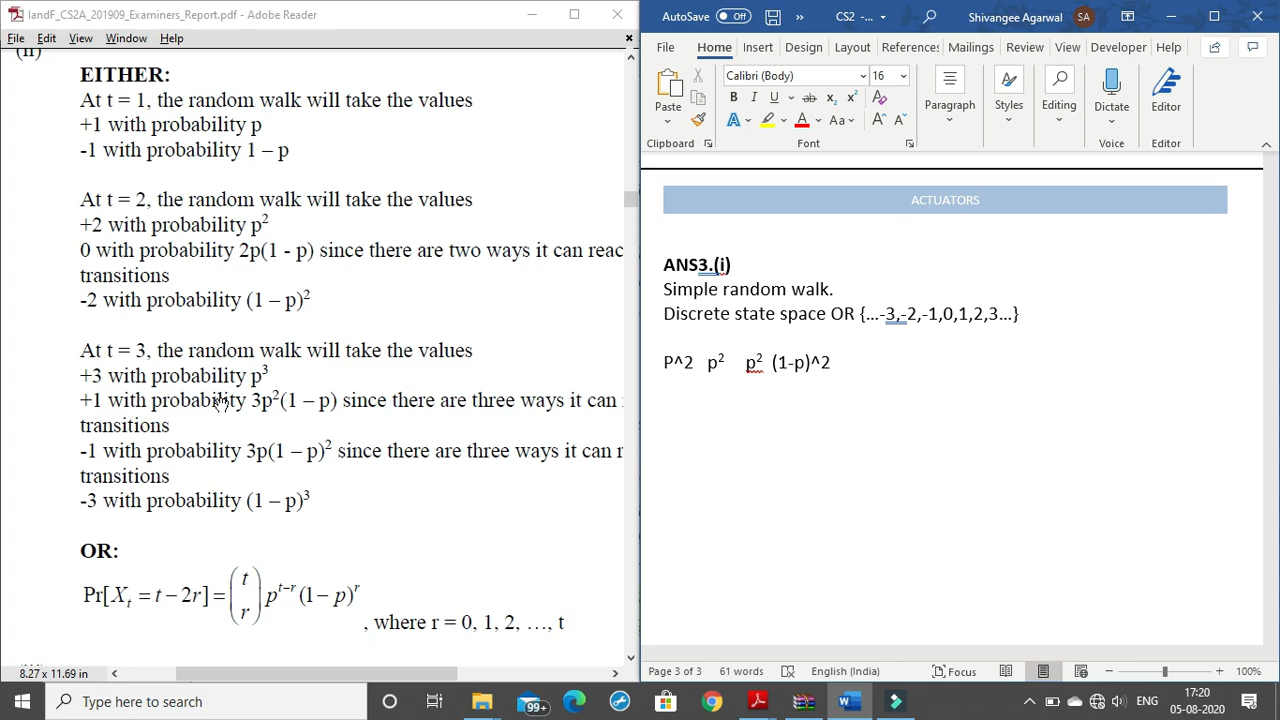 IandF_CS2A_201909_Examiners_Report.pdf - Adobe Reader
File Edit View Window Help
(ii)
EITHER:
At t = 1, the random walk will take the values
+1 with probability p
-1 with probability 1 – p
At t = 2, the random walk will take the values
+2 with probability p²
0 with probability 2p(1 - p) since there are two ways it can reac
transitions
-2 with probability (1 – p)²
At t = 3, the random walk will take the values
+3 with probability p³
+1 with probability 3p²(1 – p) since there are three ways it can
transitions
-1 with probability 3p(1 – p)² since there are three ways it can r
transitions
-3 with probability (1 – p)³
OR:
Pr[X_t = t − 2r] = (t r) p^{t−r} (1 − p)^r
, where r = 0, 1, 2, …, t
8.27 x 11.69 in
AutoSave Off CS2 -... Shivangee Agarwal SA
File Home Insert Design Layout References Mailings Review View Developer Help
Calibri (Body) 16
Paste B I U ab x₂ x² A Aa A A Paragraph Styles Editing Dictate Editor
Clipboard Font Voice Editor
ACTUATORS
ANS3.(i)
Simple random walk.
Discrete state space OR {...-3,-2,-1,0,1,2,3...}
P^2 p² p² (1-p)^2
Page 3 of 3 61 words English (India) Focus 100%
Type here to search 99+ ENG 17:20
05-08-2020